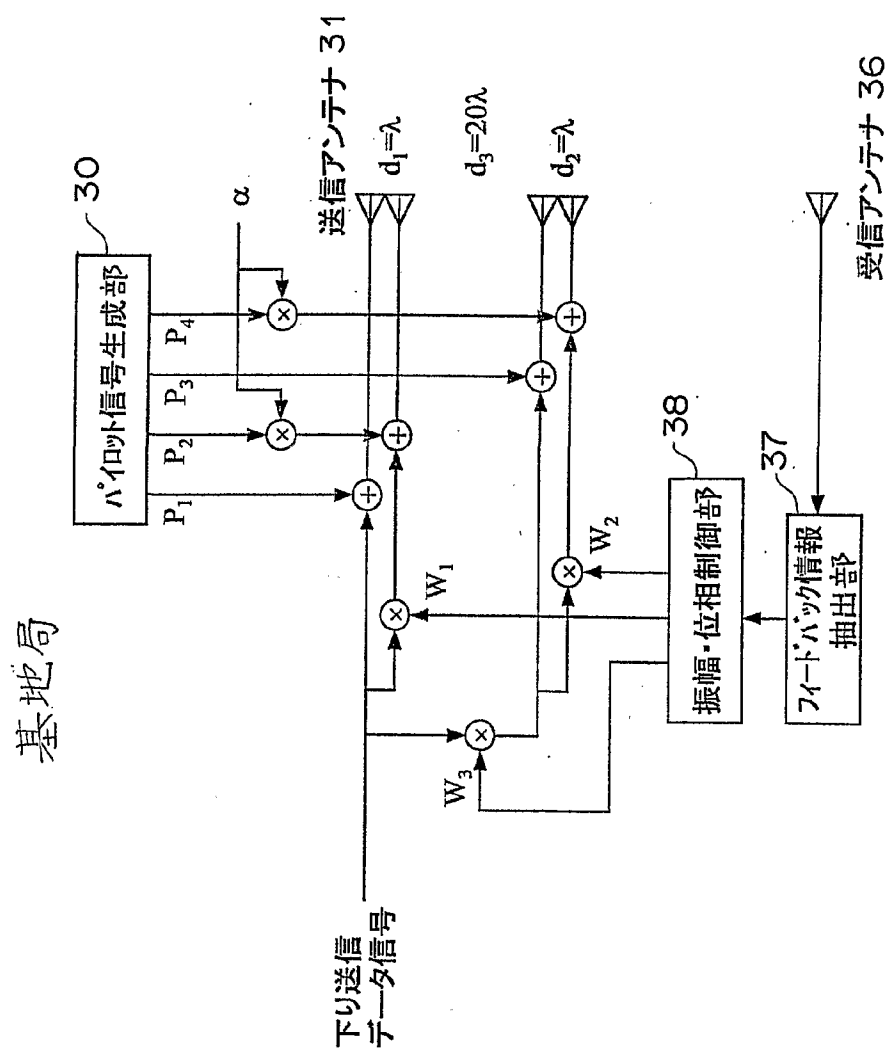 基地局
30
パイロット信号生成部
P₁
P₂
P₃
P₄
α
送信アンテナ 31
d₁=λ
d₃=20λ
d₂=λ
下り送信
データ信号
W₁
W₂
W₃
38
振幅・位相制御部
37
フィードバック情報
抽出部
受信アンテナ 36